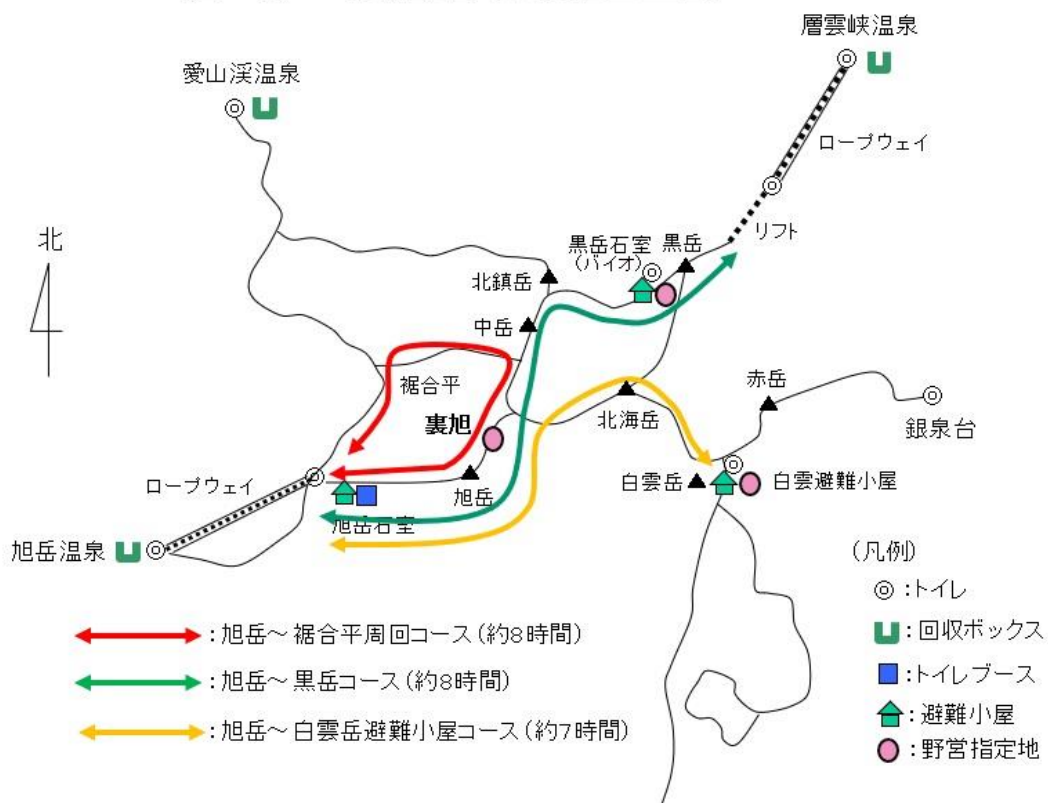 層雲峡温泉
愛山渓温泉
ロープウェイ
北
リフト
黒岳石室
(バイオ)
黒岳
北鎮岳
中岳
裾合平
赤岳
裏旭
北海岳
銀泉台
ロープウェイ
旭岳
白雲岳
白雲避難小屋
旭岳石室
旭岳温泉
(凡例)
:トイレ
:回収ボックス
:トイレブース
:避難小屋
:野営指定地
:旭岳～裾合平周回コース(約8時間)
:旭岳～黒岳コース(約8時間)
:旭岳～白雲岳避難小屋コース(約7時間)